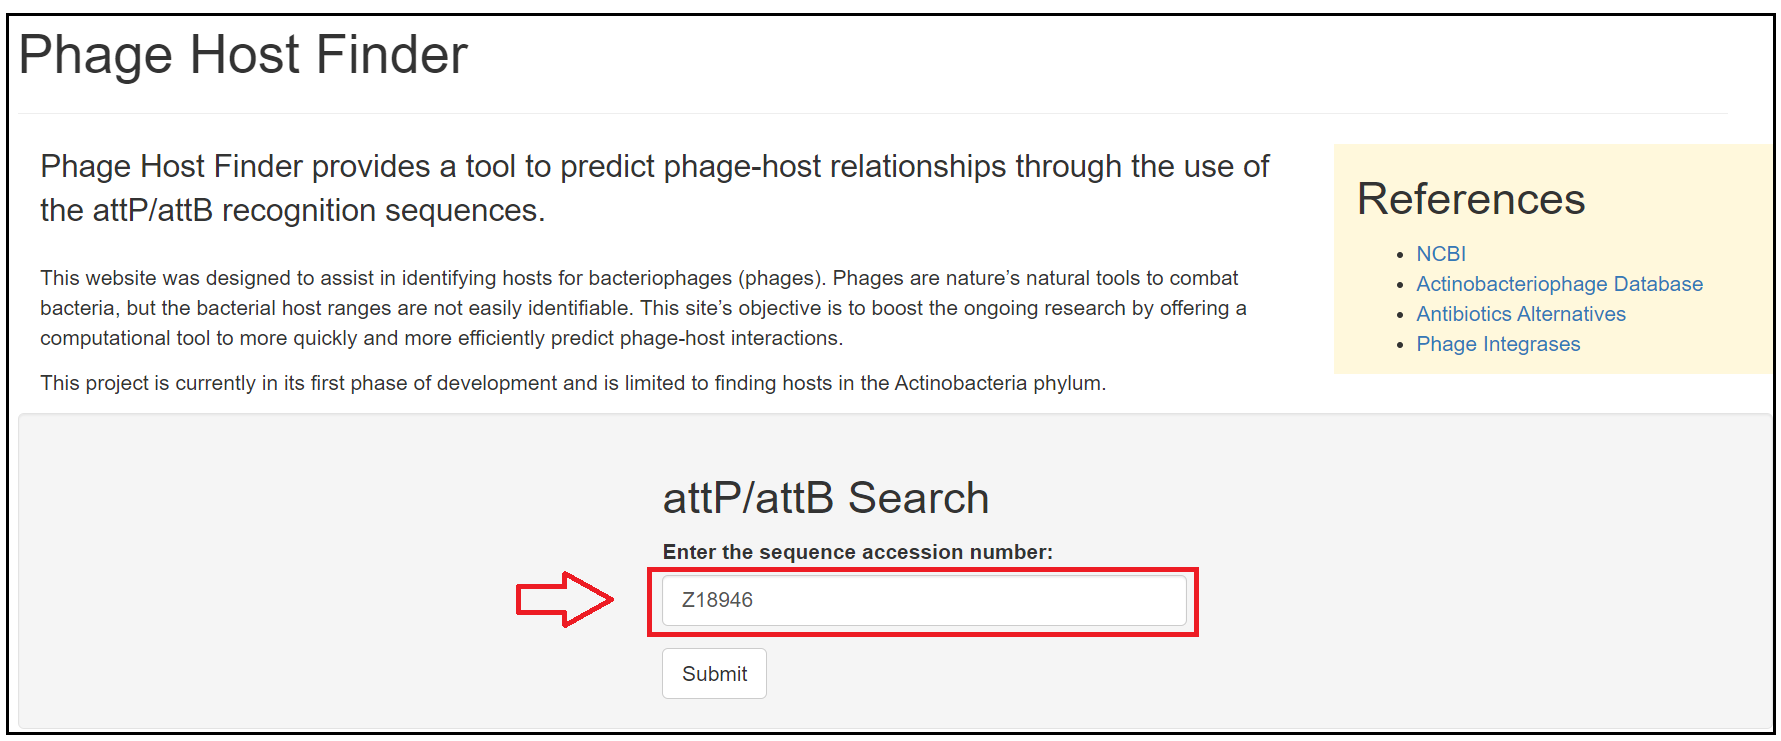 Phage Host Finder
Phage Host Finder provides a tool to predict phage-host relationships through the use of
the attP/attB recognition sequences.
This website was designed to assist in identifying hosts for bacteriophages (phages). Phages are nature’s natural tools to combat
bacteria, but the bacterial host ranges are not easily identifiable. This site’s objective is to boost the ongoing research by offering a
computational tool to more quickly and more efficiently predict phage-host interactions.
This project is currently in its first phase of development and is limited to finding hosts in the Actinobacteria phylum.
References
NCBI
Actinobacteriophage Database
Antibiotics Alternatives
Phage Integrases
attP/attB Search
Enter the sequence accession number:
Z18946
Submit